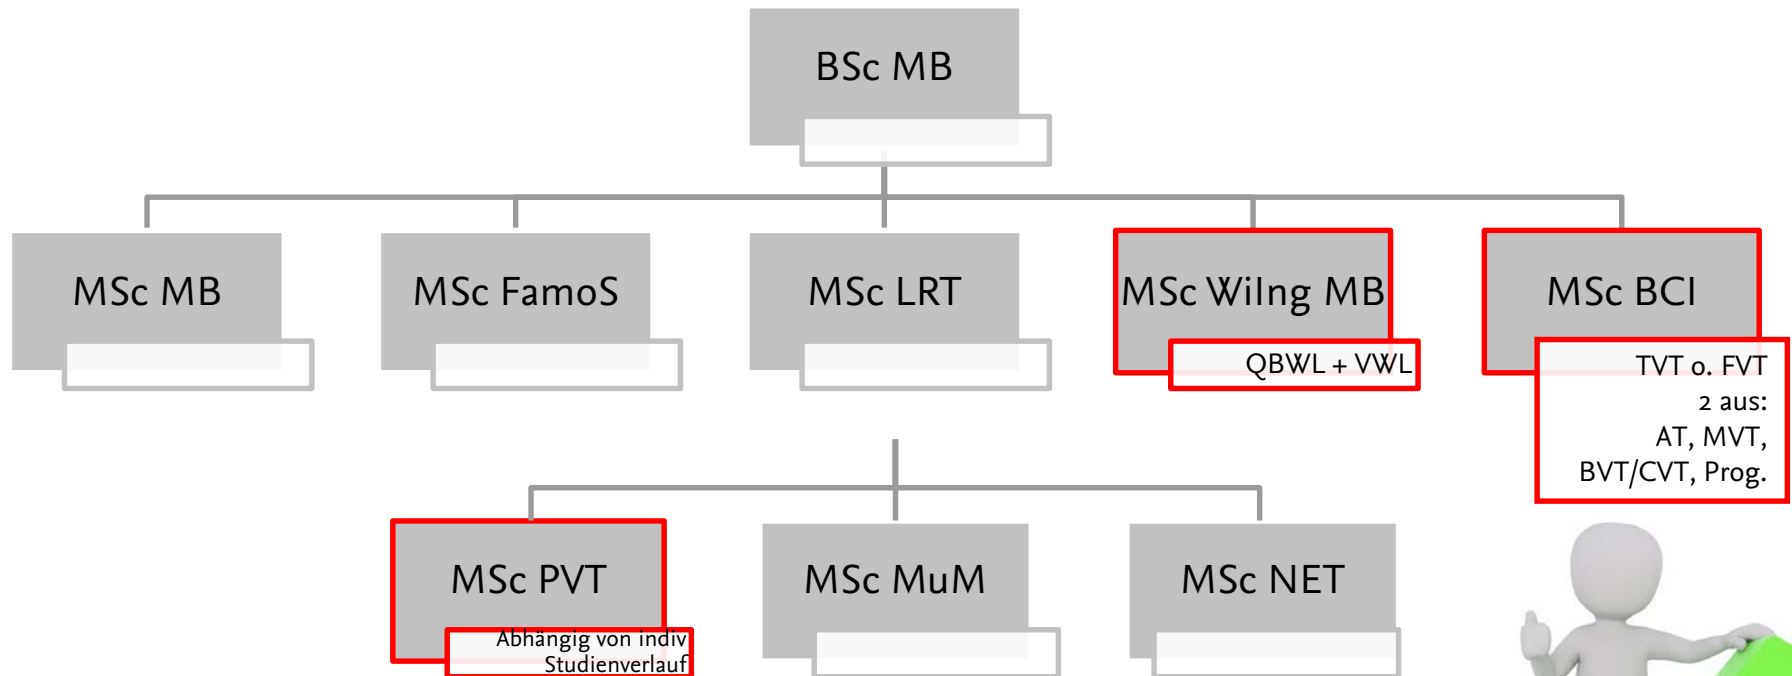 BSc MB
MSc MB
MSc FamoS
MSc LRT
MSc WiIng MB
QBWL + VWL
MSc BCI
TVT o. FVT
2 aus:
AT, MVT,
BVT/CVT, Prog.
MSc PVT
Abhängig von indiv
Studienverlauf
MSc MuM
MSc NET